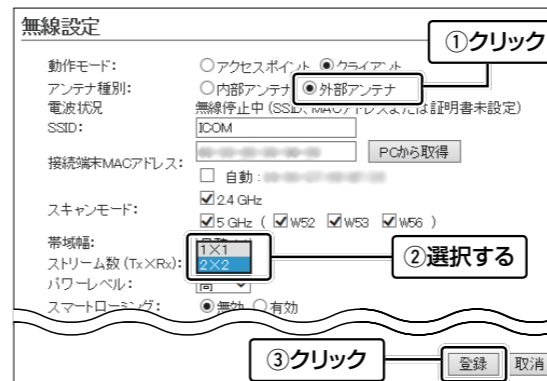 無線設定
①クリック
動作モード: アクセスポイント クライアント
アンテナ種別: 内部アンテナ 外部アンテナ
電波状況 無線停止中(SSID、MACアドレスまたは証明書未設定)
SSID: ICOM
接続端末MACアドレス: PCから取得
自動:
スキャンモード: 2.4 GHz
5 GHz ( W52 W53 W56 )
帯域幅:
1×1
ストリーム数(Tx×Rx): 2×2
②選択する
パワーレベル: 高
スマートローミング: 無効 有効
③クリック
登録 取消